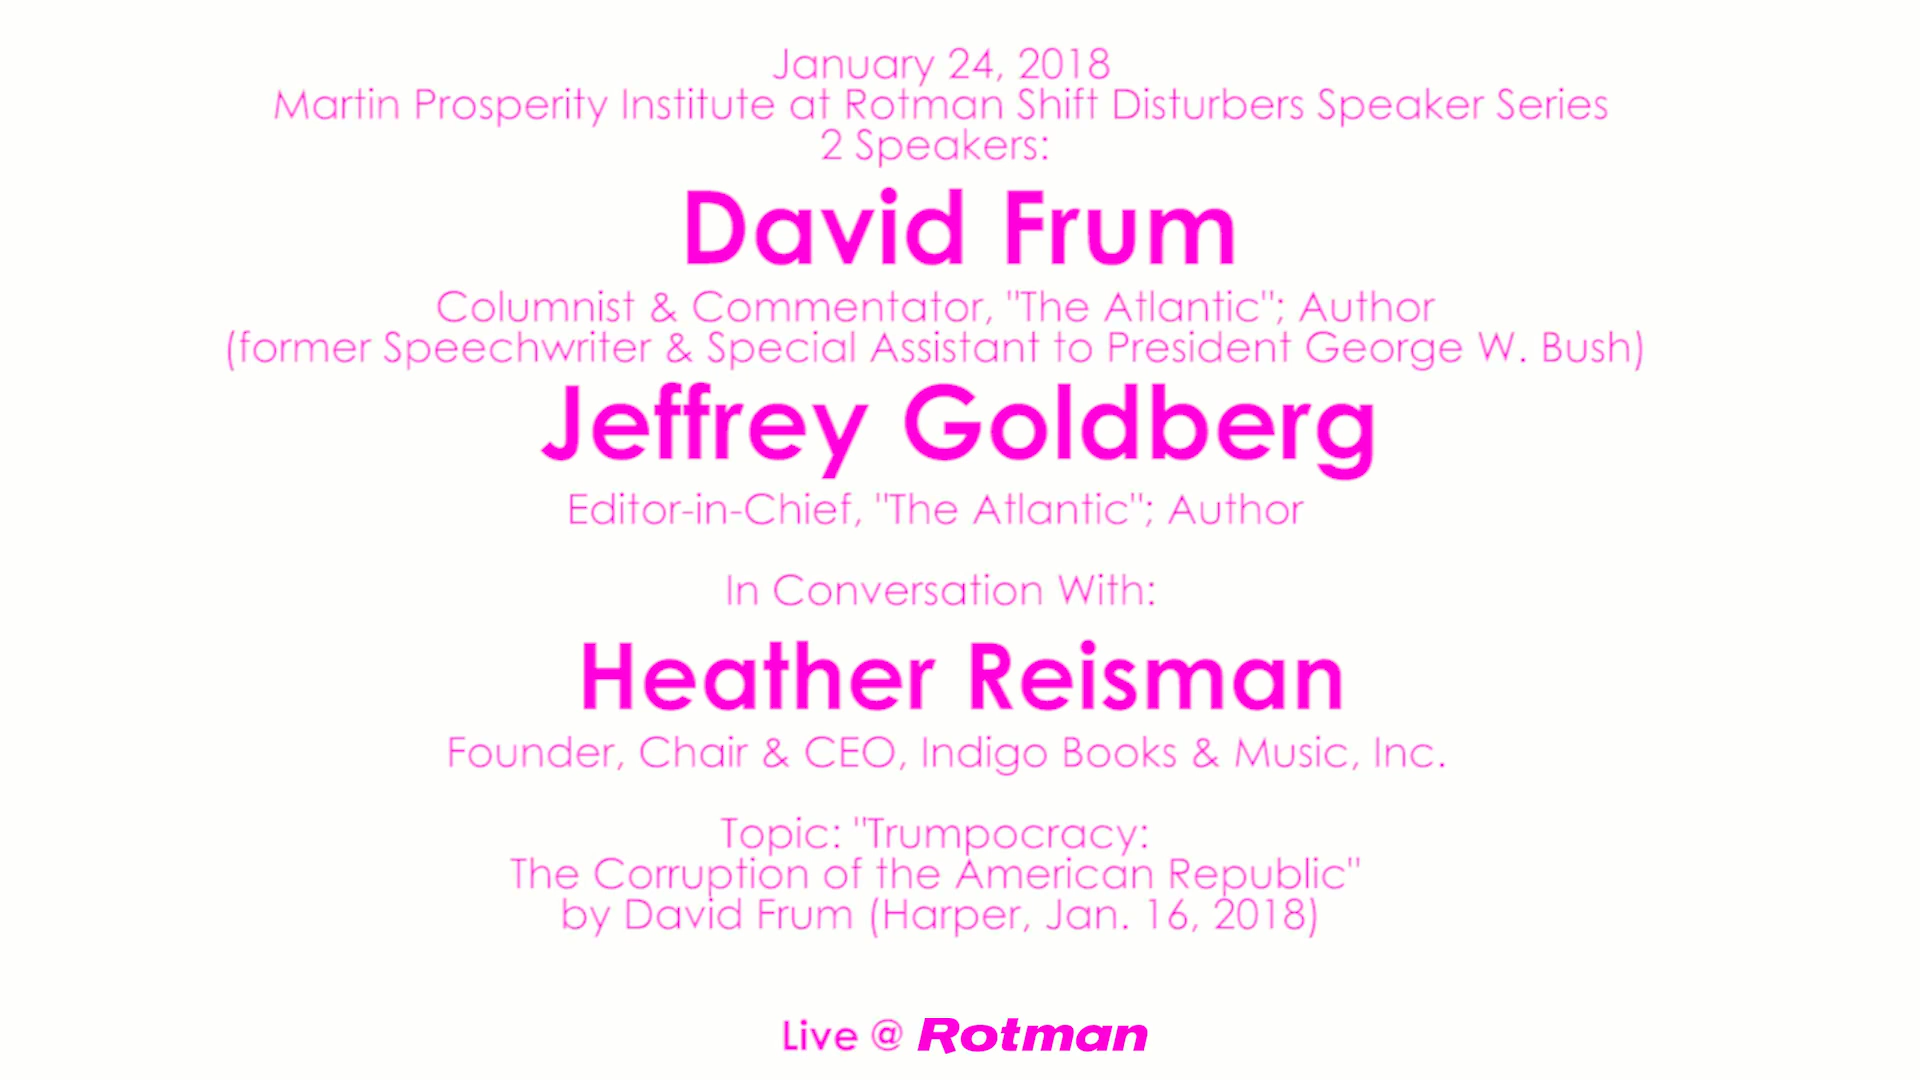 January 24, 2018
Martin Prosperity Institute at Rotman Shift Disturbers Speaker Series
2 Speakers:
David Frum
Columnist & Commentator, "The Atlantic"; Author
(former Speechwriter & Special Assistant to President George W. Bush)
Jeffrey Goldberg
Editor-in-Chief, "The Atlantic"; Author
In Conversation With:
Heather Reisman
Founder, Chair & CEO, Indigo Books & Music, Inc.
Topic: "Trumpocracy:
The Corruption of the American Republic"
by David Frum (Harper, Jan. 16, 2018)
Live @ Rotman